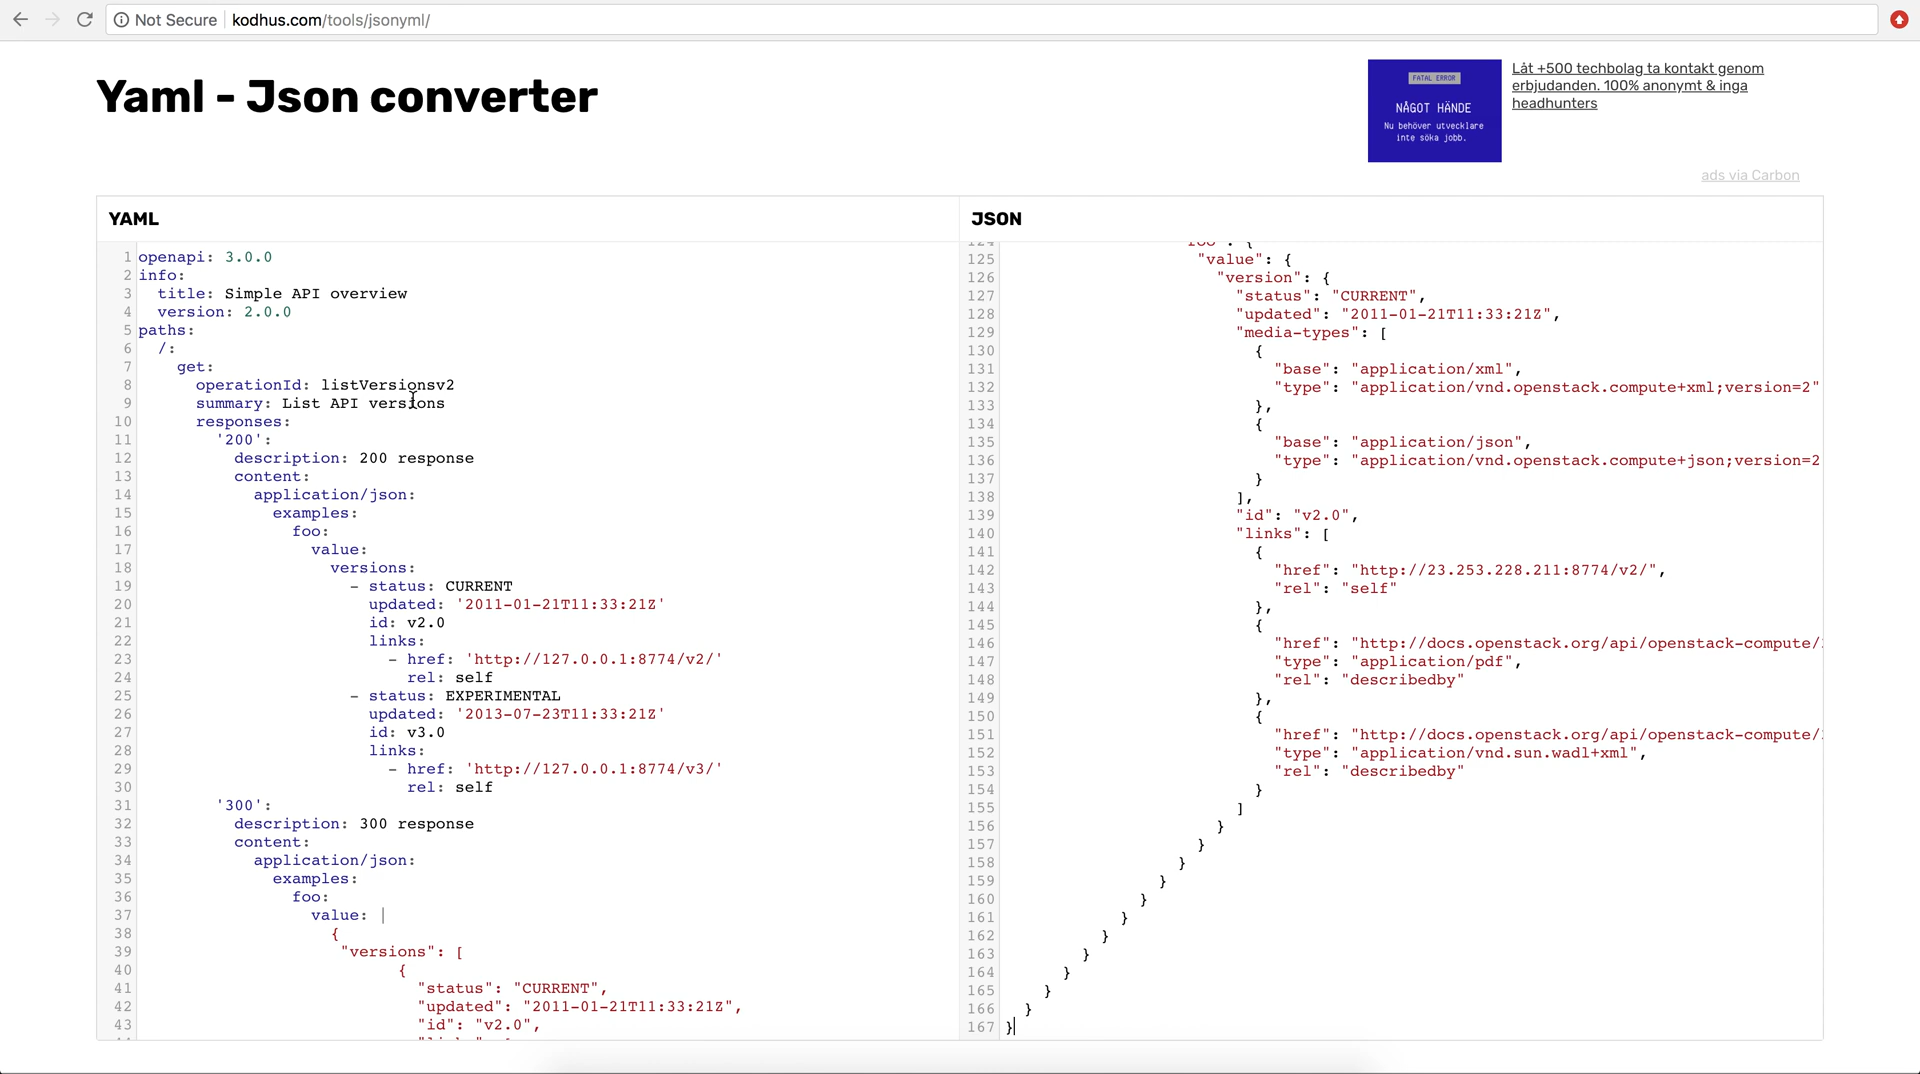 Not Secure kodhus.com/tools/jsonyml/
Yaml - Json converter
FATAL ERROR
NÅGOT HÄNDE
Nu behöver utvecklare
inte söka jobb.
Låt +500 techbolag ta kontakt genom
erbjudanden. 100% anonymt & inga
headhunters
ads via Carbon
YAML
1 openapi: 3.0.0
2 info:
3 title: Simple API overview
4 version: 2.0.0
5 paths:
6 /:
7 get:
8 operationId: listVersionsv2
9 summary: List API versions
10 responses:
11 '200':
12 description: 200 response
13 content:
14 application/json:
15 examples:
16 foo:
17 value:
18 versions:
19 - status: CURRENT
20 updated: '2011-01-21T11:33:21Z'
21 id: v2.0
22 links:
23 - href: 'http://127.0.0.1:8774/v2/'
24 rel: self
25 - status: EXPERIMENTAL
26 updated: '2013-07-23T11:33:21Z'
27 id: v3.0
28 links:
29 - href: 'http://127.0.0.1:8774/v3/'
30 rel: self
31 '300':
32 description: 300 response
33 content:
34 application/json:
35 examples:
36 foo:
37 value: |
38 {
39 "versions": [
40 {
41 "status": "CURRENT",
42 "updated": "2011-01-21T11:33:21Z",
43 "id": "v2.0",
JSON
125 "value": {
126 "version": {
127 "status": "CURRENT",
128 "updated": "2011-01-21T11:33:21Z",
129 "media-types": [
130 {
131 "base": "application/xml",
132 "type": "application/vnd.openstack.compute+xml;version=2"
133 },
134 {
135 "base": "application/json",
136 "type": "application/vnd.openstack.compute+json;version=2
137 }
138 ],
139 "id": "v2.0",
140 "links": [
141 {
142 "href": "http://23.253.228.211:8774/v2/",
143 "rel": "self"
144 },
145 {
146 "href": "http://docs.openstack.org/api/openstack-compute/
147 "type": "application/pdf",
148 "rel": "describedby"
149 },
150 {
151 "href": "http://docs.openstack.org/api/openstack-compute/
152 "type": "application/vnd.sun.wadl+xml",
153 "rel": "describedby"
154 }
155 ]
156 }
157 }
158 }
159 }
160 }
161 }
162 }
163 }
164 }
165 }
166 }
167 }